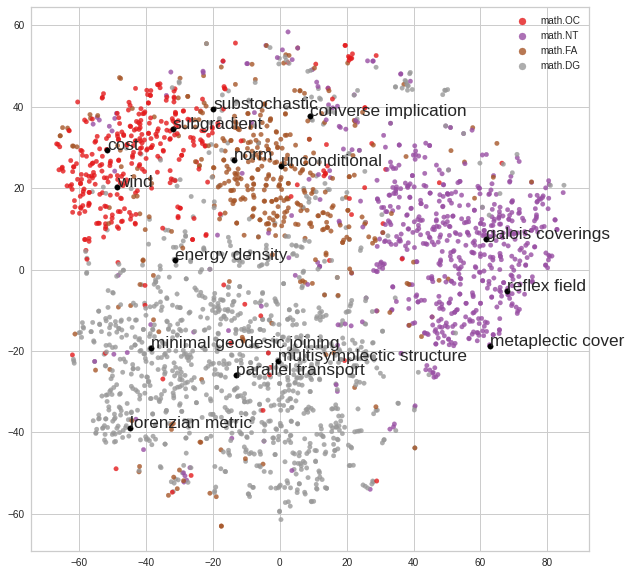 60
math.OC
math.NT
math.FA
math.DG
40
substochastic
converse implication
subgradient
cost
norm
unconditional
wind
20
galois coverings
energy density
0
reflex field
minimal geodesic joining
metaplectic cover
multisymplectic structure
−20
parallel transport
lorenzian metric
−40
−60
−60 −40 −20 0 20 40 60 80